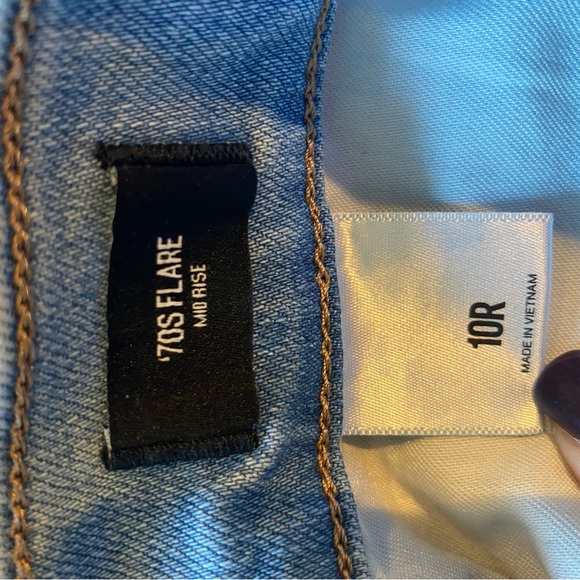 '70S FLARE
MID RISE
10R
MADE IN VIETNAM